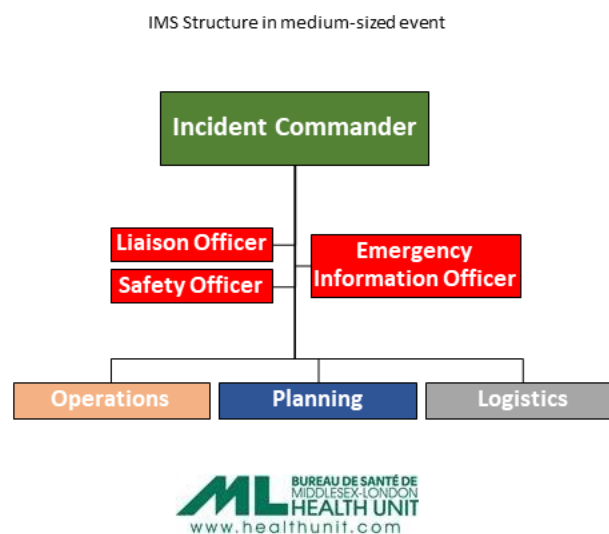 IMS Structure in medium-sized event
Incident Commander
Liaison Officer
Safety Officer
Emergency
Information Officer
Operations
Planning
Logistics
ML
BUREAU DE SANTÉ DE
MIDDLESEX-LONDON
HEALTH UNIT
www.healthunit.com